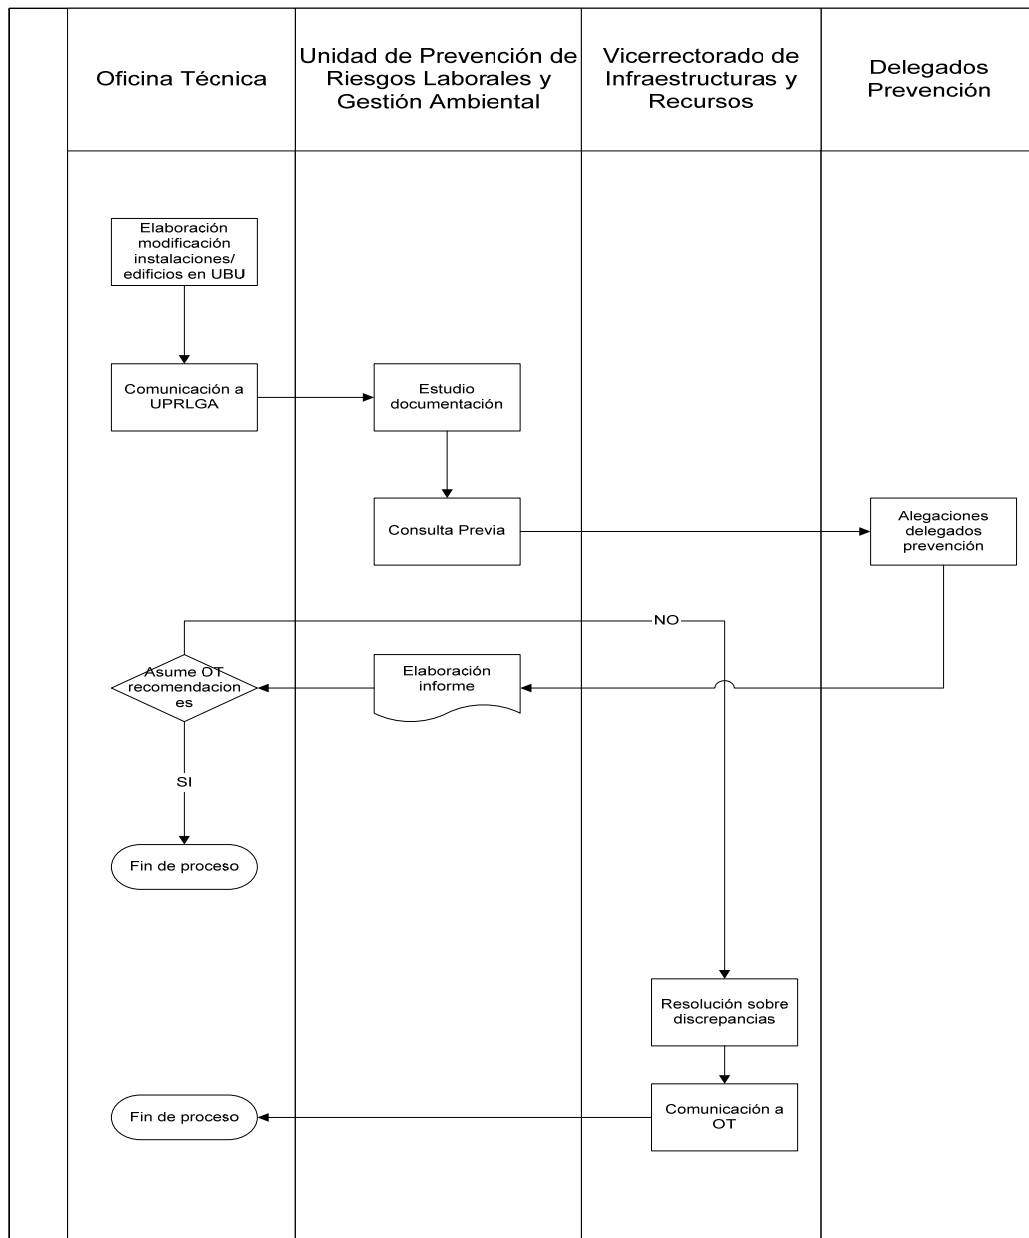 Oficina Técnica
Unidad de Prevención de
Riesgos Laborales y
Gestión Ambiental
Vicerrectorado de
Infraestructuras y
Recursos
Delegados
Prevención
Elaboración
modificación
instalaciones/
edificios en UBU
Comunicación a
UPRLGA
Estudio
documentación
Consulta Previa
Alegaciones
delegados
prevención
NO
Asume OT
recomendacion
es
Elaboración
informe
SI
Fin de proceso
Resolución sobre
discrepancias
Fin de proceso
Comunicación a
OT